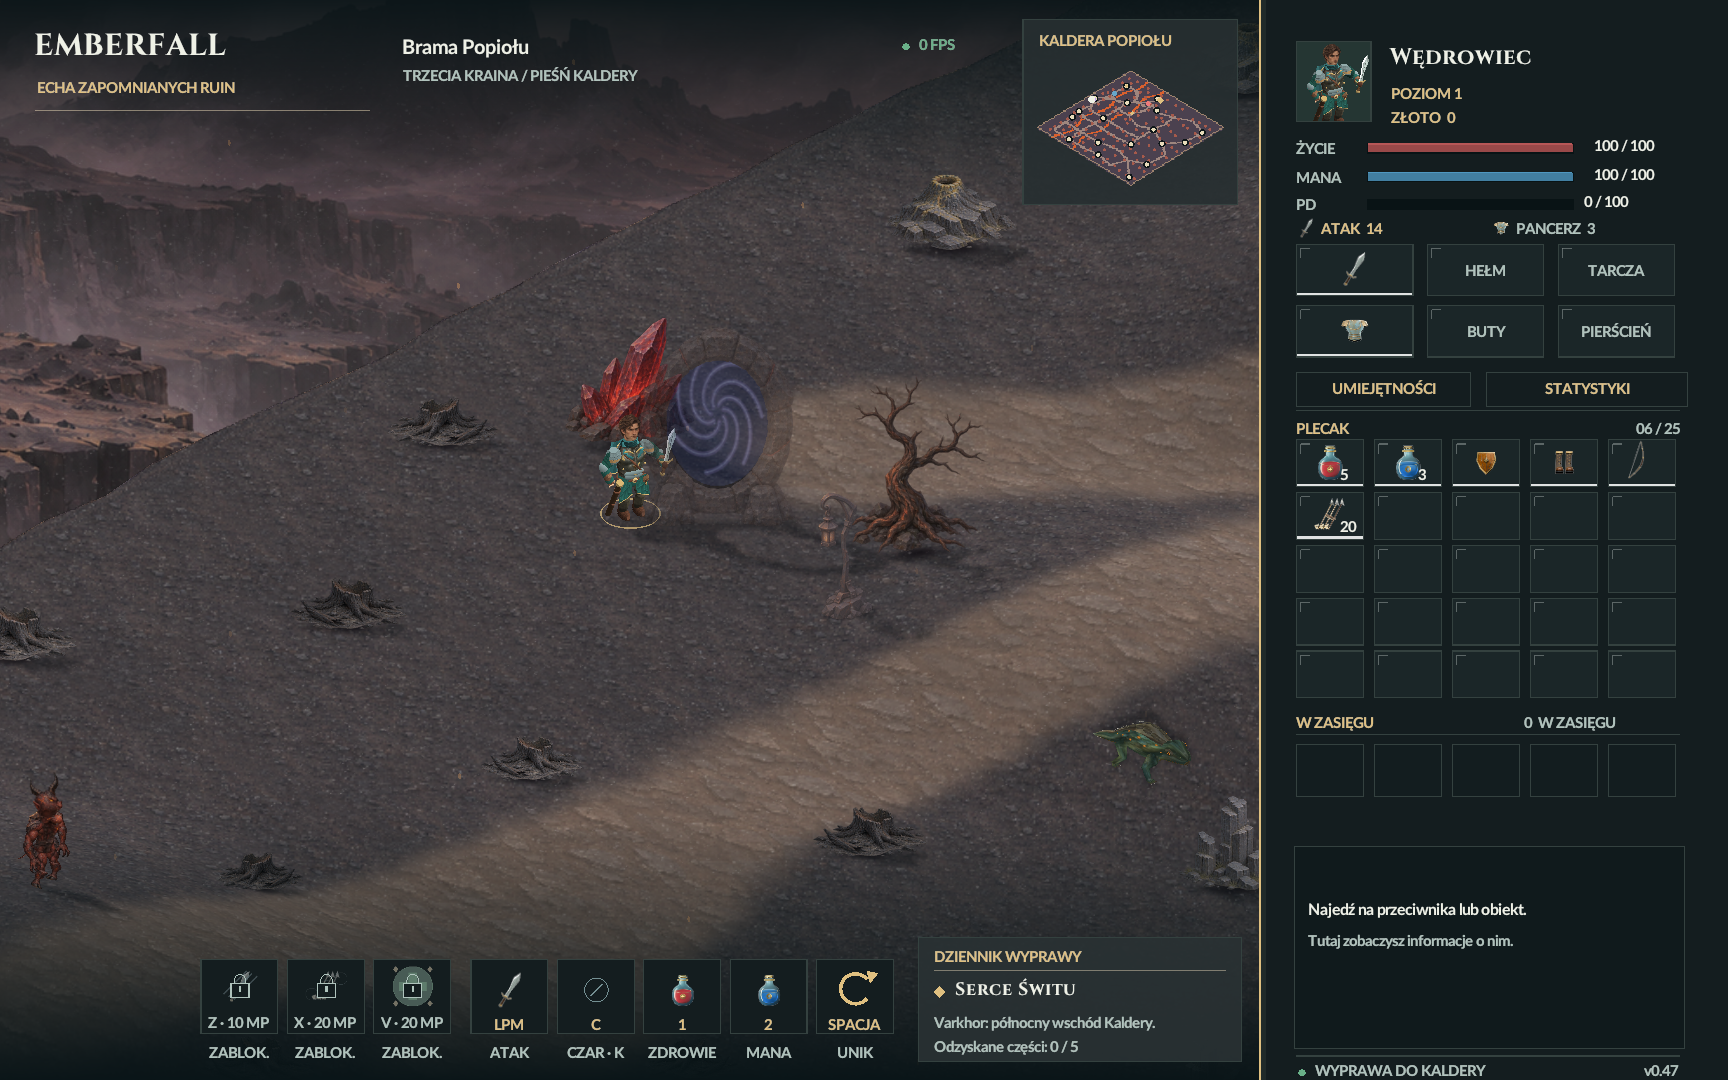 EMBERFALL
ECHA ZAPOMNIANYCH RUIN
Brama Popiołu
TRZECIA KRAINA / PIEŚŃ KALDERY
0 FPS
KALDERA POPIOŁU
Wędrowiec
POZIOM 1
ZŁOTO 0
ŻYCIE 100 / 100
MANA 100 / 100
PD 0 / 100
ATAK 14 PANCERZ 3
HEŁM TARCZA
BUTY PIERŚCIEŃ
UMIEJĘTNOŚCI STATYSTYKI
PLECAK 06 / 25
5 3
20
W ZASIĘGU 0 W ZASIĘGU
Najedź na przeciwnika lub obiekt.
Tutaj zobaczysz informacje o nim.
Z · 10 MP X · 20 MP V · 20 MP LPM C 1 2 SPACJA
ZABLOK. ZABLOK. ZABLOK. ATAK CZAR · K ZDROWIE MANA UNIK
DZIENNIK WYPRAWY
Serce Świtu
Varkhor: północny wschód Kaldery.
Odzyskane części: 0 / 5
WYPRAWA DO KALDERY v0.47